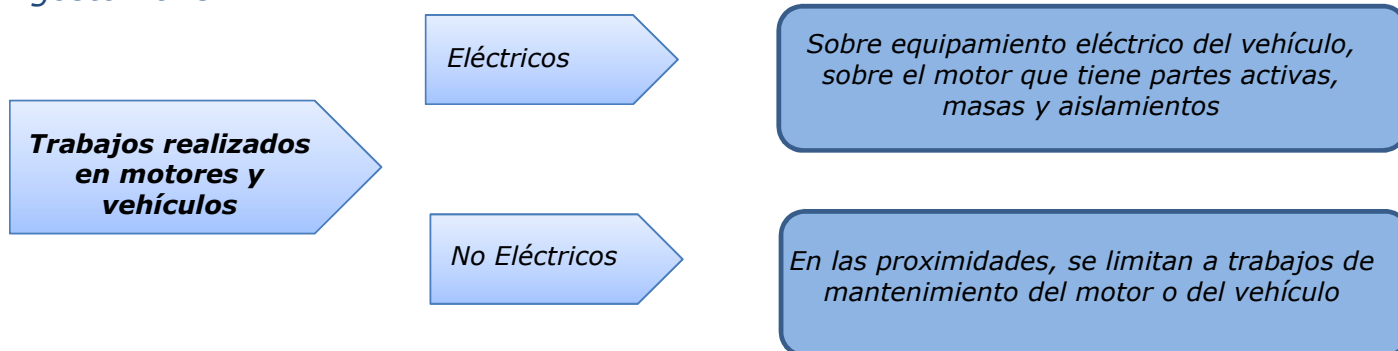 Trabajos realizados
en motores y
vehículos
Eléctricos
Sobre equipamiento eléctrico del vehículo,
sobre el motor que tiene partes activas,
masas y aislamientos
No Eléctricos
En las proximidades, se limitan a trabajos de
mantenimiento del motor o del vehículo